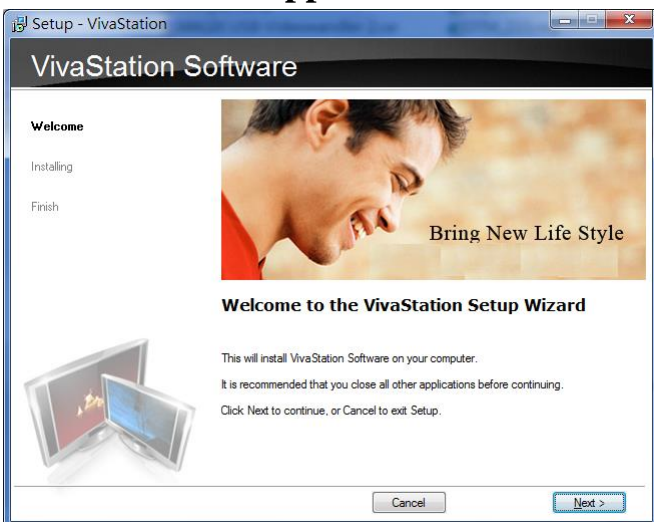 Setup - VivaStation
VivaStation Software
Welcome
Installing
Finish
Bring New Life Style
Welcome to the VivaStation Setup Wizard
This will install VivaStation Software on your computer.
It is recommended that you close all other applications before continuing.
Click Next to continue, or Cancel to exit Setup.
Cancel
Next >